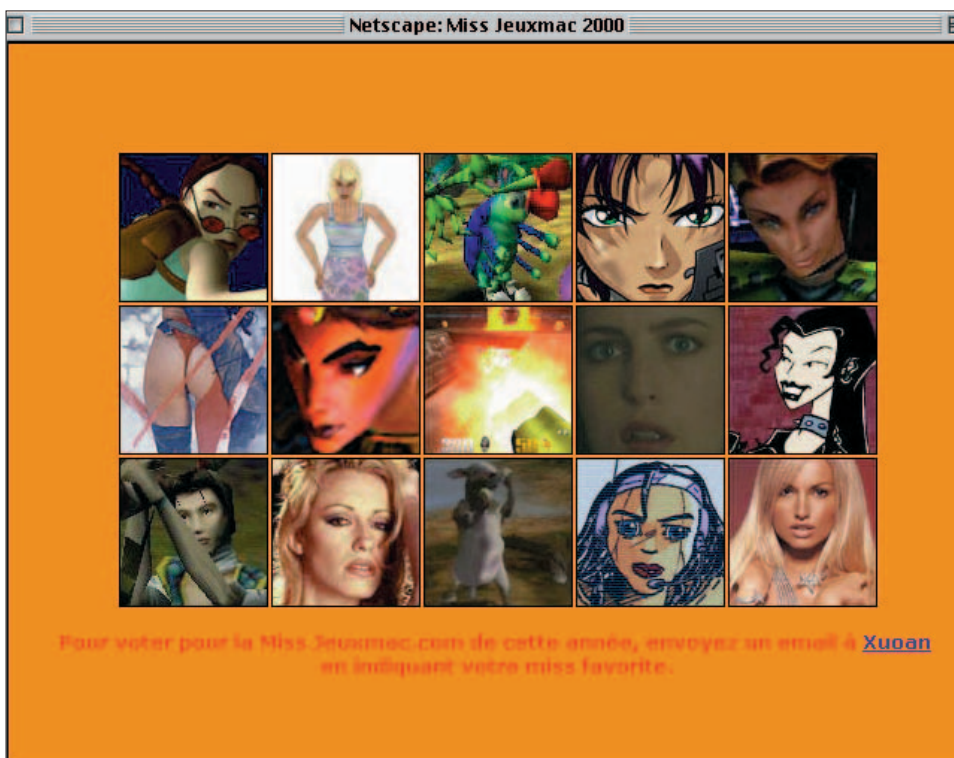 Netscape: Miss Jeuxmac 2000
Pour voter pour la Miss Jeuxmac.com de cette année, envoyez un email à Xuoan
en indiquant votre miss favorite.